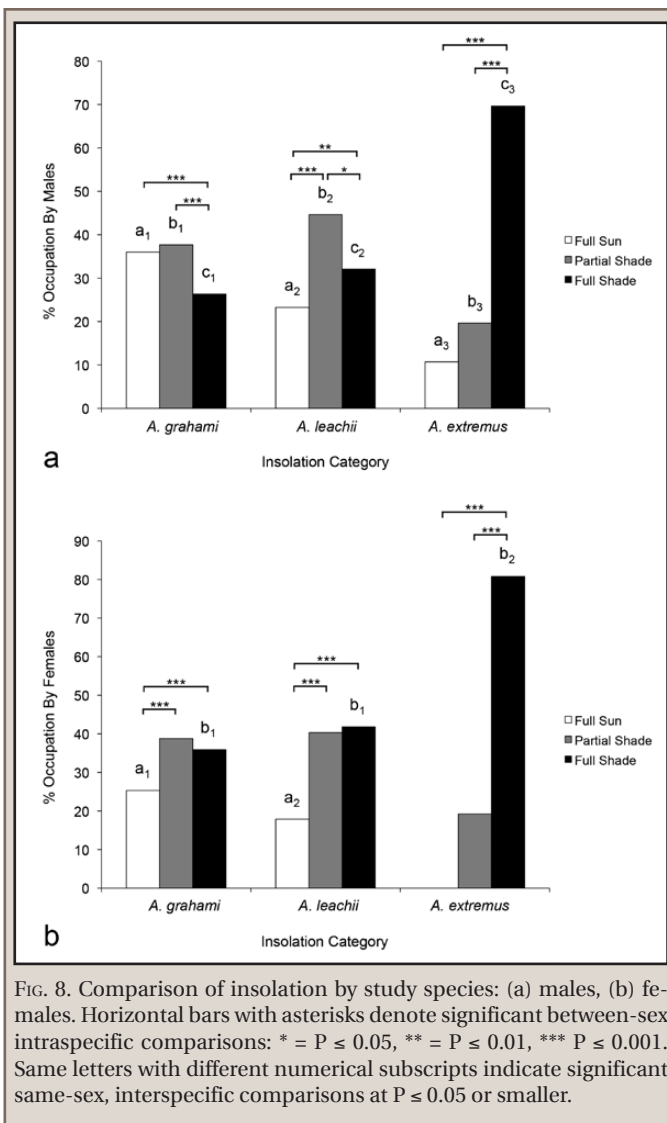 80
70
60
50
40
30
20
10
0
% Occupation By Males
a1
***
***
b1
c1
a2
**
***
*
b2
c2
a3
b3
***
***
c3
Full Sun
Partial Shade
Full Shade
A. grahami
A. leachii
A. extremus
a
Insolation Category
90
80
70
60
50
40
30
20
10
0
% Occupation By Females
***
***
a1
b1
***
***
a2
b1
***
***
b2
Full Sun
Partial Shade
Full Shade
A. grahami
A. leachii
A. extremus
b
Insolation Category
FIG. 8. Comparison of insolation by study species: (a) males, (b) fe-
males. Horizontal bars with asterisks denote significant between-sex
intraspecific comparisons: * = P ≤ 0.05, ** = P ≤ 0.01, *** P ≤ 0.001.
Same letters with different numerical subscripts indicate significant
same-sex, interspecific comparisons at P ≤ 0.05 or smaller.